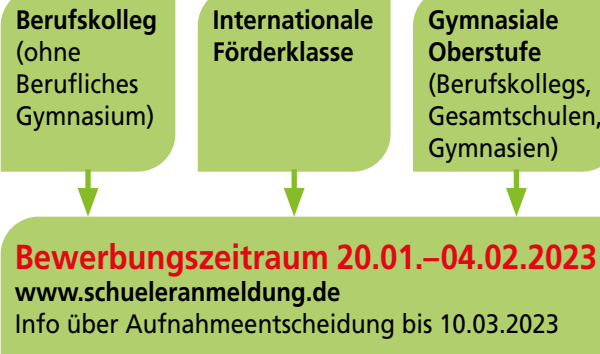 Berufskolleg
(ohne
Berufliches
Gymnasium)
Internationale
Förderklasse
Gymnasiale
Oberstufe
(Berufskollegs,
Gesamtschulen,
Gymnasien)
Bewerbungszeitraum 20.01.–04.02.2023
www.schueleranmeldung.de
Info über Aufnahmeentscheidung bis 10.03.2023